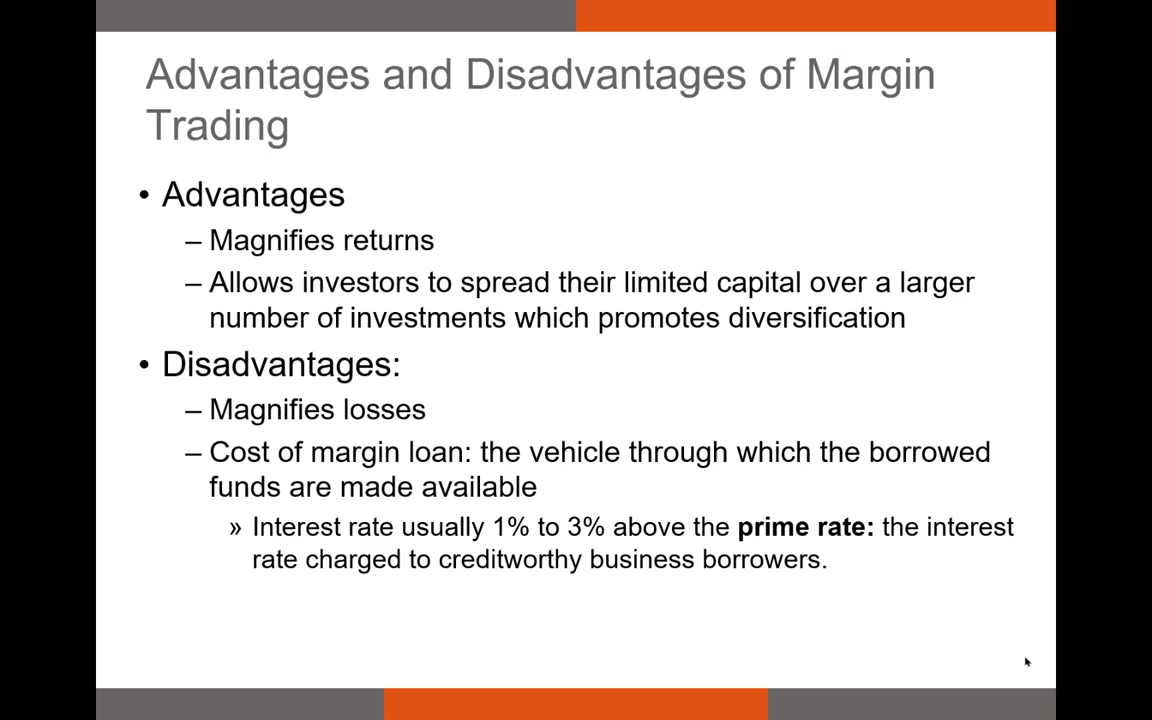 Advantages and Disadvantages of Margin
Trading
• Advantages
– Magnifies returns
– Allows investors to spread their limited capital over a larger
number of investments which promotes diversification
• Disadvantages:
– Magnifies losses
– Cost of margin loan: the vehicle through which the borrowed
funds are made available
» Interest rate usually 1% to 3% above the prime rate: the interest
rate charged to creditworthy business borrowers.